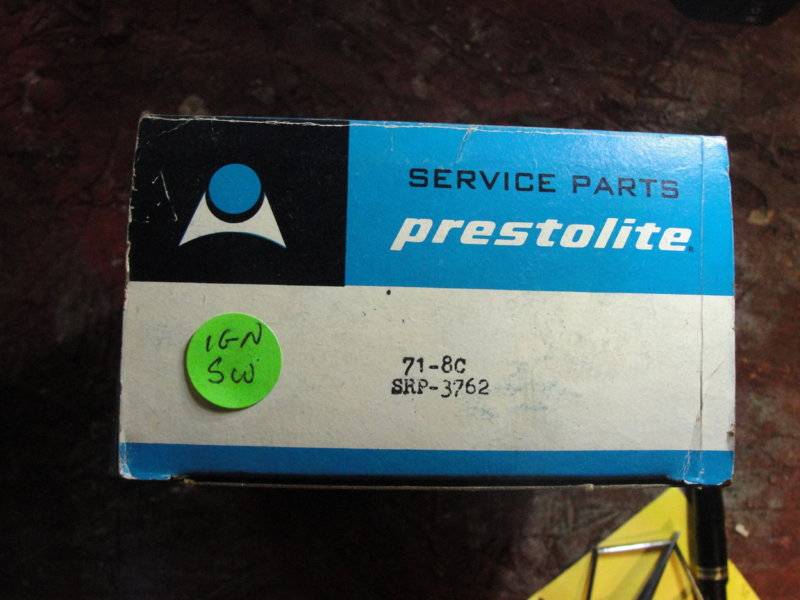 SERVICE PARTS
prestolite
IGN
SW
71-8C
SRP-3762